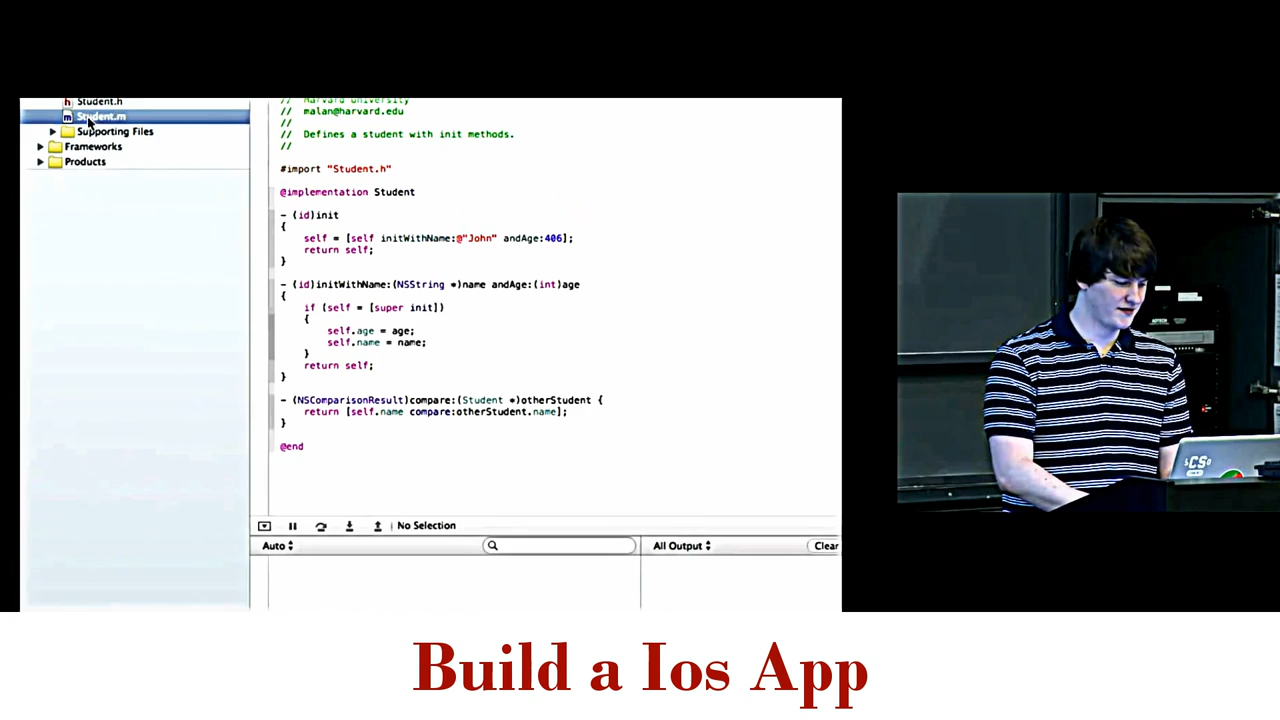 Student.h
Student.m
Supporting Files
Frameworks
Products
// Harvard University
// malan@harvard.edu
//
// Defines a student with init methods.
//
#import "Student.h"
@implementation Student
- (id)init
{
self = [self initWithName:@"John" andAge:406];
return self;
}
- (id)initWithName:(NSString *)name andAge:(int)age
{
if (self = [super init])
{
self.age = age;
self.name = name;
}
return self;
}
- (NSComparisonResult)compare:(Student *)otherStudent {
return [self.name compare:otherStudent.name];
}
@end
No Selection
Auto
All Output
Clear
CS
Build a Ios App